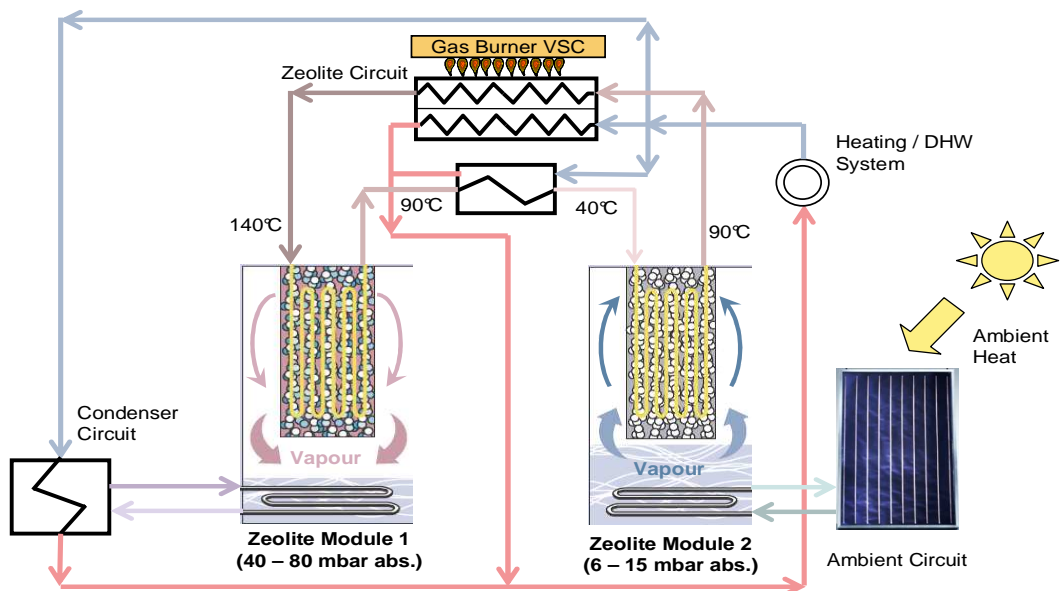 Gas Burner VSC
Zeolite Circuit
Heating / DHW
System
90℃
40℃
140℃
90℃
Ambient
Heat
Condenser
Circuit
Vapour
Vapour
Zeolite Module 1
(40 – 80 mbar abs.)
Zeolite Module 2
(6 – 15 mbar abs.)
Ambient Circuit